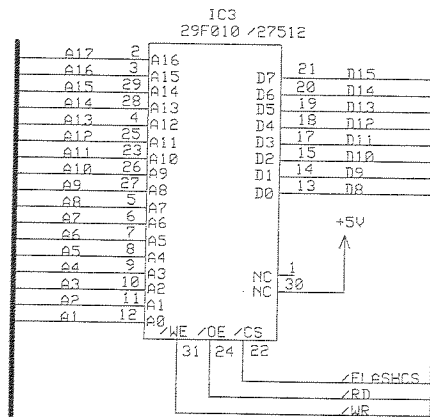 IC3
29F010 /27512
A17 2 A16
A16 3 A15
A15 29 A14
A14 28 A13
A13 4 A12
A12 25 A11
A11 23 A10
A10 26 A9
A9 27 A8
A8 5 A7
A7 6 A6
A6 7 A5
A5 8 A4
A4 9 A3
A3 10 A2
A2 11 A1
A1 12 A0
D7 21 D15
D6 20 D14
D5 19 D13
D4 18 D12
D3 17 D11
D2 15 D10
D1 14 D9
D0 13 D8
+5V
NC 1
NC 30
/WE /OE /CS
31 24 22
/FLASHCS
/RD
/WR